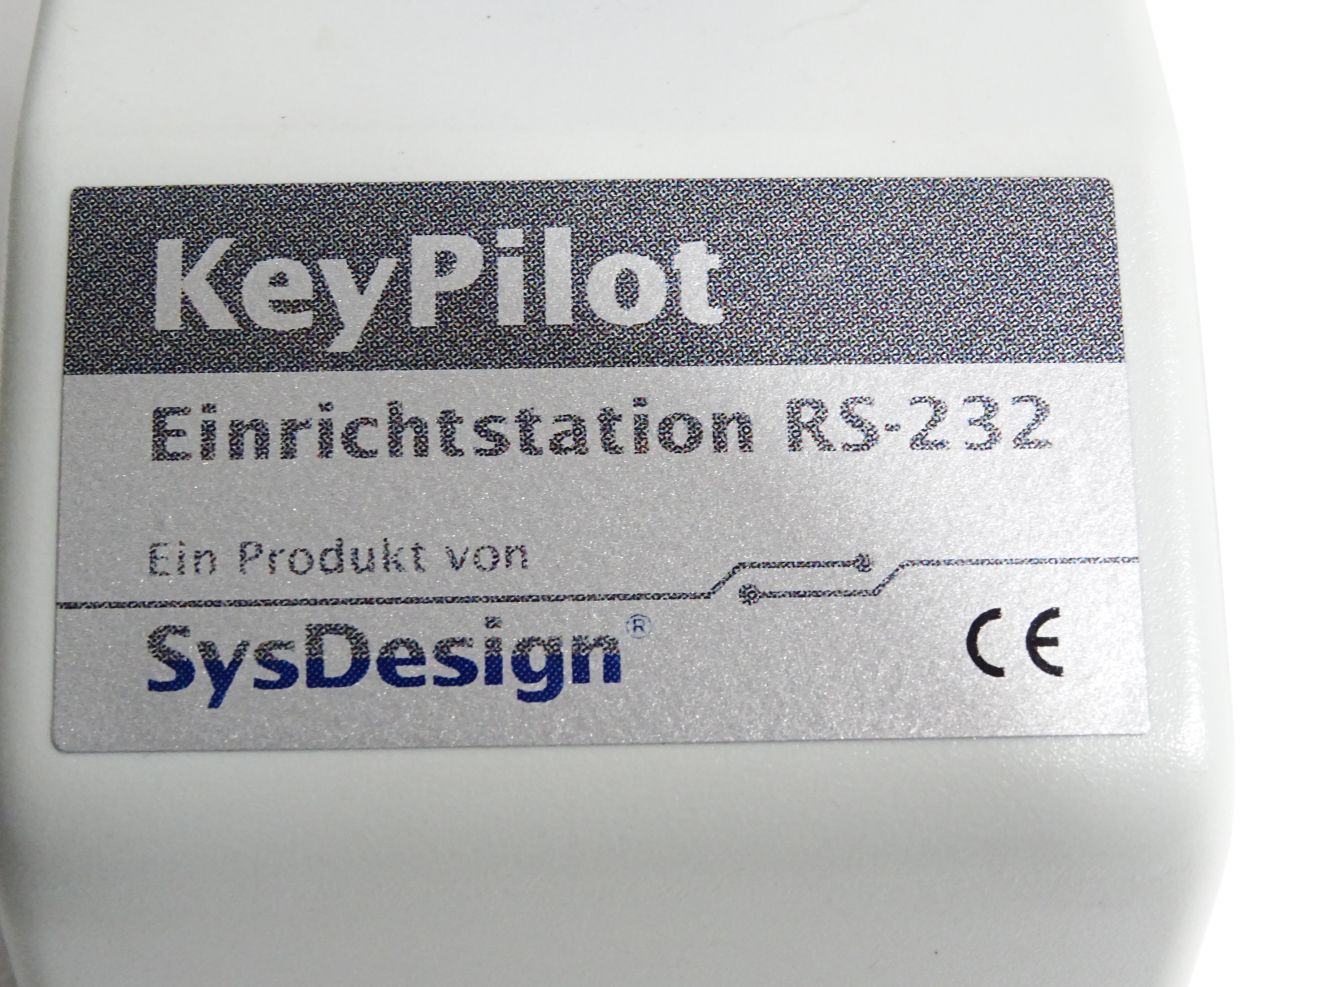 KeyPilot
Einrichtstation RS-232
Ein Produkt von
SysDesign®
CE